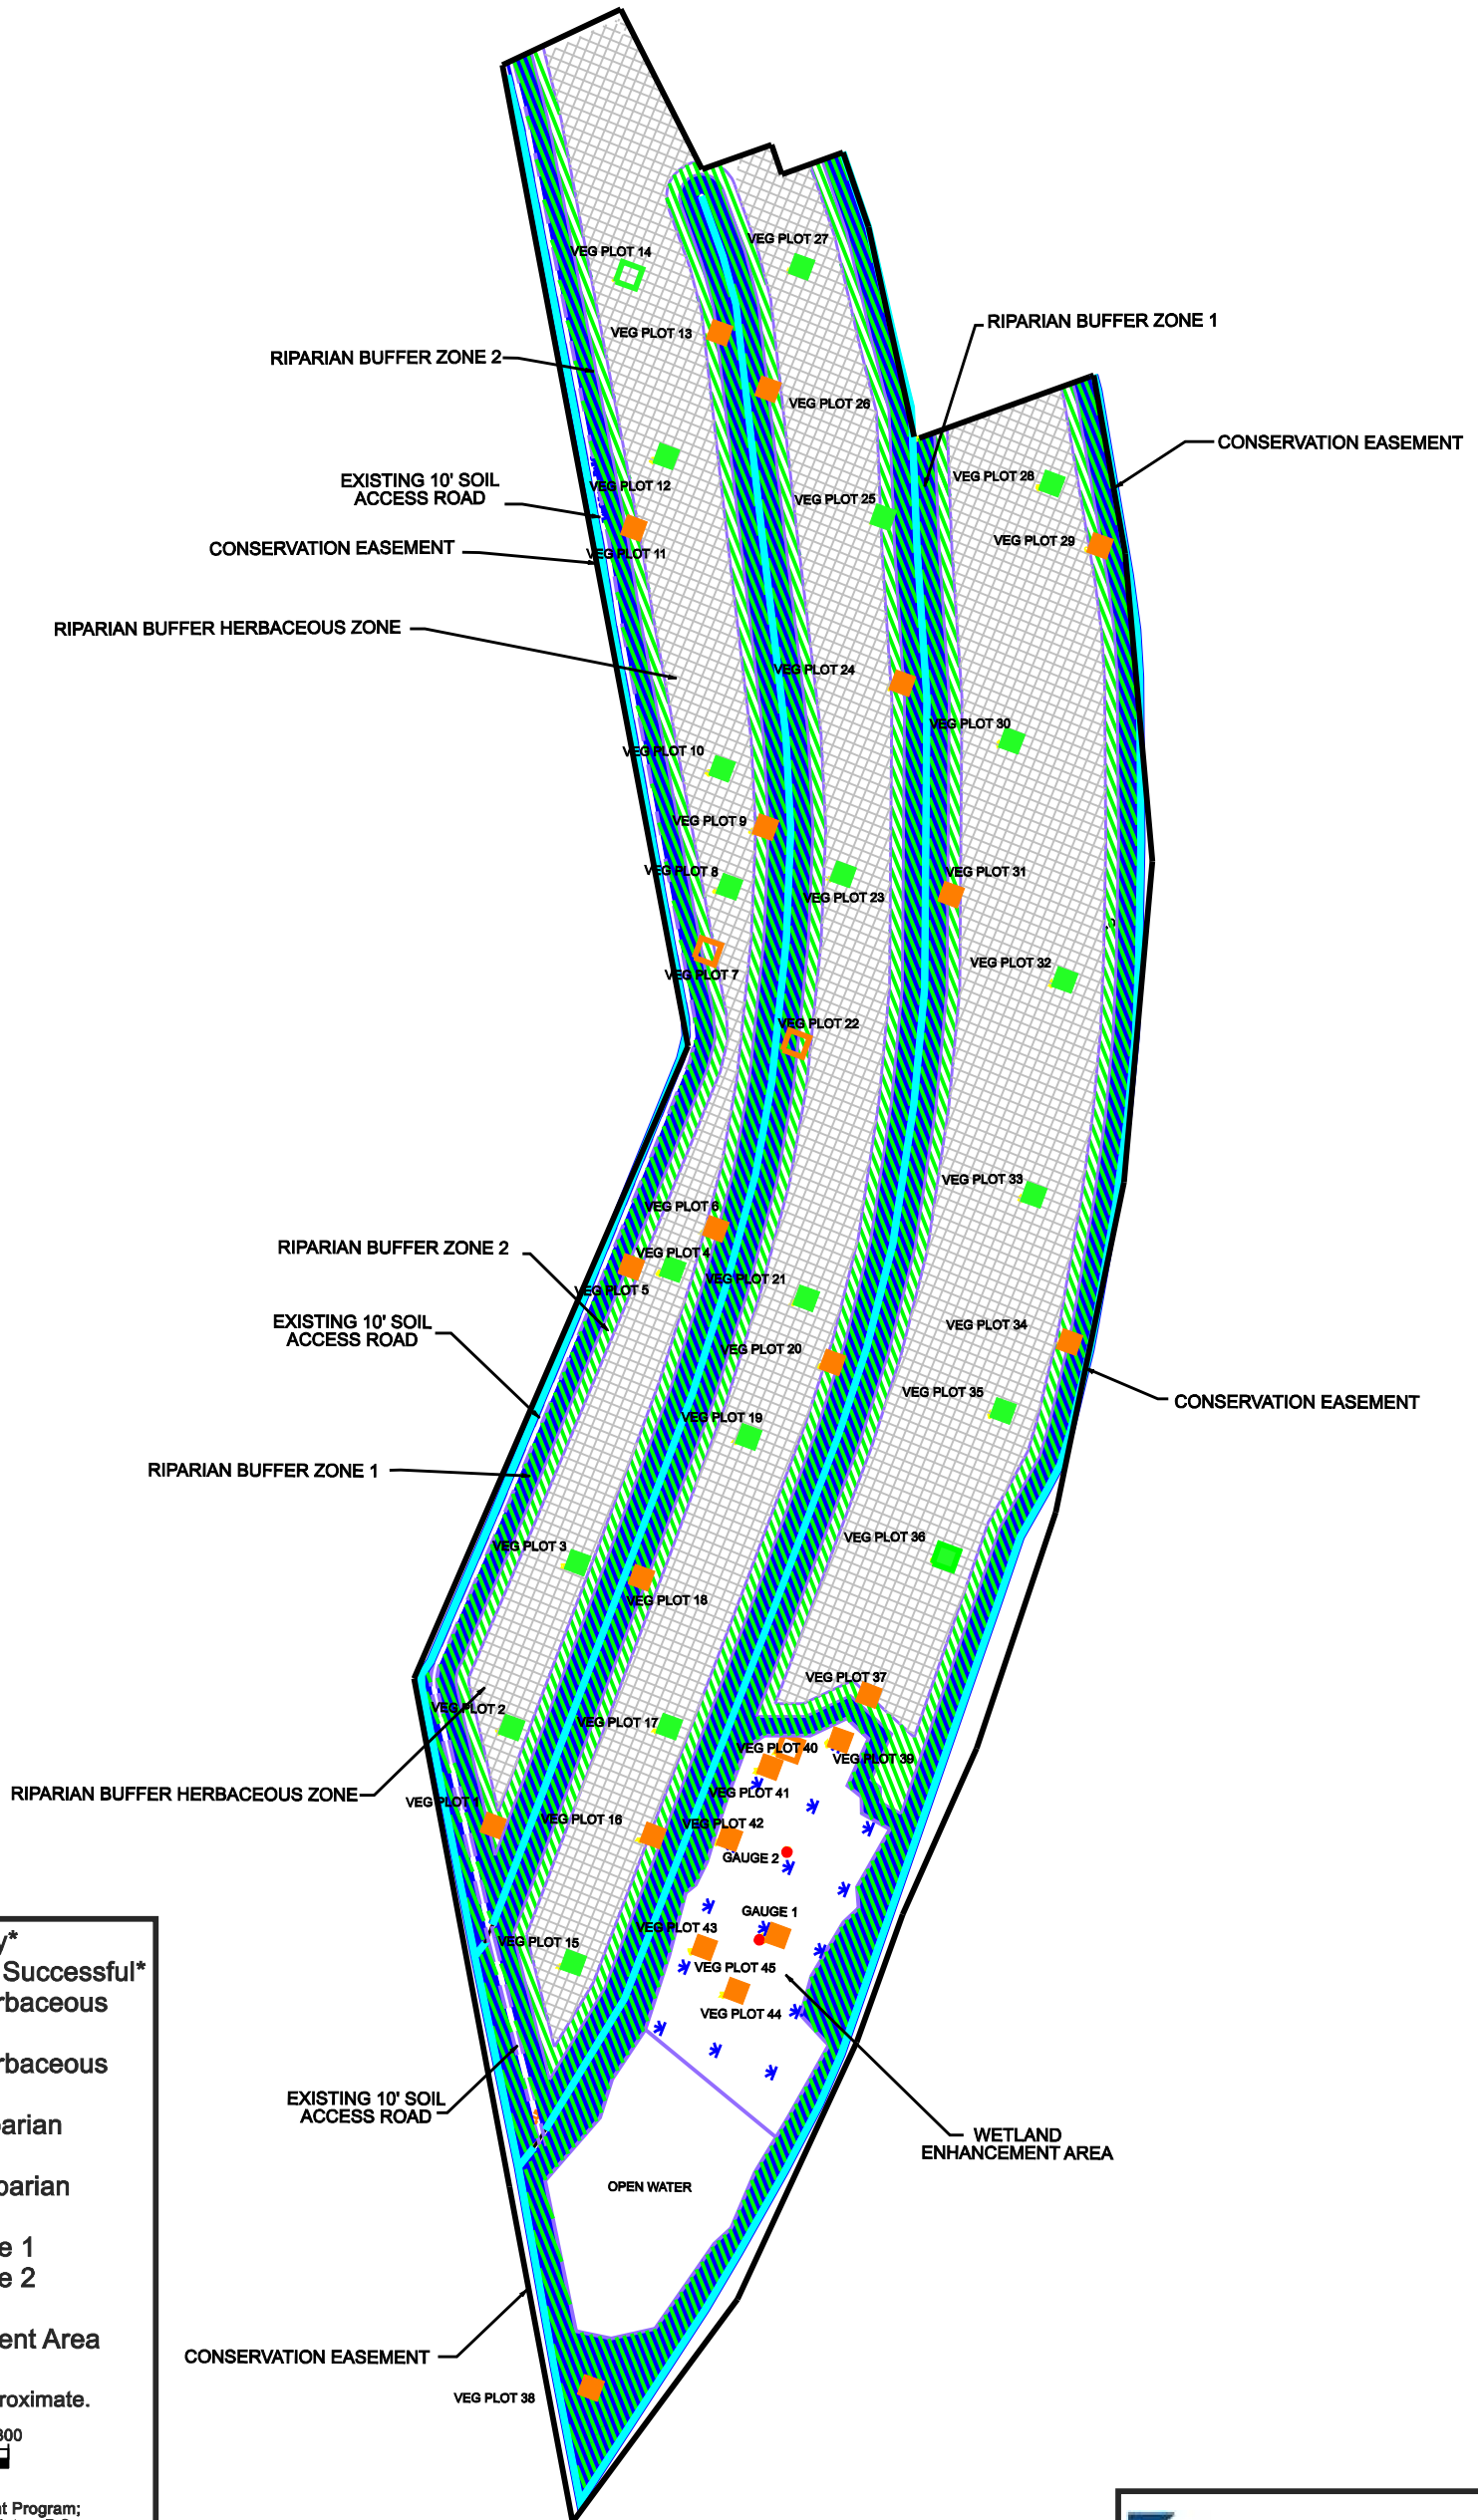 VEG PLOT 27
VEG PLOT 14
RIPARIAN BUFFER ZONE 1
VEG PLOT 13
RIPARIAN BUFFER ZONE 2
VEG PLOT 26
CONSERVATION EASEMENT
VEG PLOT 28
EXISTING 10' SOIL
ACCESS ROAD
VEG PLOT 12
VEG PLOT 25
VEG PLOT 29
CONSERVATION EASEMENT
VEG PLOT 11
RIPARIAN BUFFER HERBACEOUS ZONE
VEG PLOT 24
VEG PLOT 30
VEG PLOT 10
VEG PLOT 9
VEG PLOT 8
VEG PLOT 31
VEG PLOT 23
VEG PLOT 32
VEG PLOT 7
VEG PLOT 22
VEG PLOT 33
VEG PLOT 6
RIPARIAN BUFFER ZONE 2
VEG PLOT 4
VEG PLOT 21
VEG PLOT 5
EXISTING 10' SOIL
ACCESS ROAD
VEG PLOT 34
VEG PLOT 20
VEG PLOT 35
CONSERVATION EASEMENT
VEG PLOT 19
RIPARIAN BUFFER ZONE 1
VEG PLOT 36
VEG PLOT 3
VEG PLOT 18
VEG PLOT 37
VEG PLOT 2
VEG PLOT 17
VEG PLOT 40
VEG PLOT 39
RIPARIAN BUFFER HERBACEOUS ZONE
VEG PLOT 41
VEG PLOT 1
VEG PLOT 16
VEG PLOT 42
GAUGE 2
GAUGE 1
VEG PLOT 43
VEG PLOT 15
VEG PLOT 45
VEG PLOT 44
EXISTING 10' SOIL
ACCESS ROAD
WETLAND
ENHANCEMENT AREA
OPEN WATER
CONSERVATION EASEMENT
VEG PLOT 38
y*
Successful*
rbaceous
rbaceous
parian
parian
e 1
e 2
ent Area
roximate.
300
nt Program;